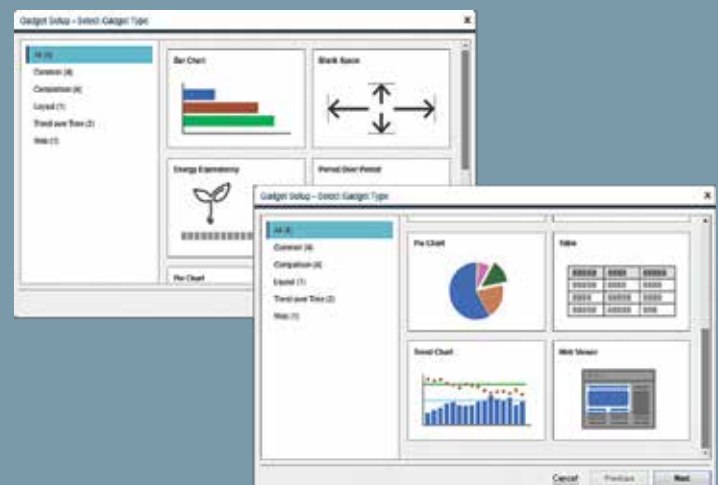 Gadget Setup – Select Gadget Type
All (8)
Common (4)
Comparison (4)
Layout (1)
Trend over Time (2)
Web (1)
Bar Chart
Blank Space
Energy Equivalency
Period Over Period
Pie Chart
Gadget Setup – Select Gadget Type
All (8)
Common (4)
Comparison (4)
Layout (1)
Trend over Time (2)
Web (1)
Pie Chart
Table
Trend Chart
Web Viewer
Cancel
Previous
Next